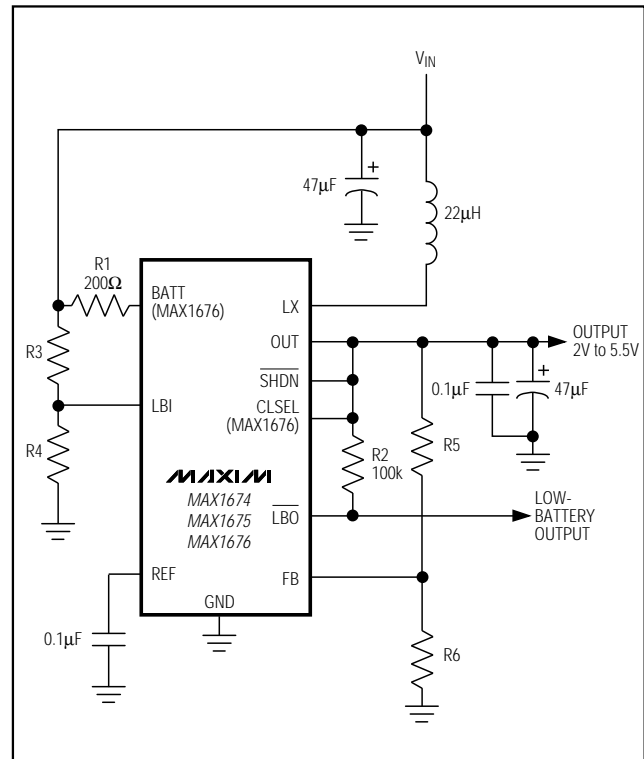 VIN
47µF
+
22µH
R1
200Ω
BATT
(MAX1676)
LX
OUT
OUTPUT
2V to 5.5V
R3
SHDN
0.1µF
+
47µF
CLSEL
(MAX1676)
LBI
R5
R4
R2
100k
MAXIM
MAX1674
MAX1675
MAX1676
LBO
LOW-
BATTERY
OUTPUT
REF
FB
GND
0.1µF
R6